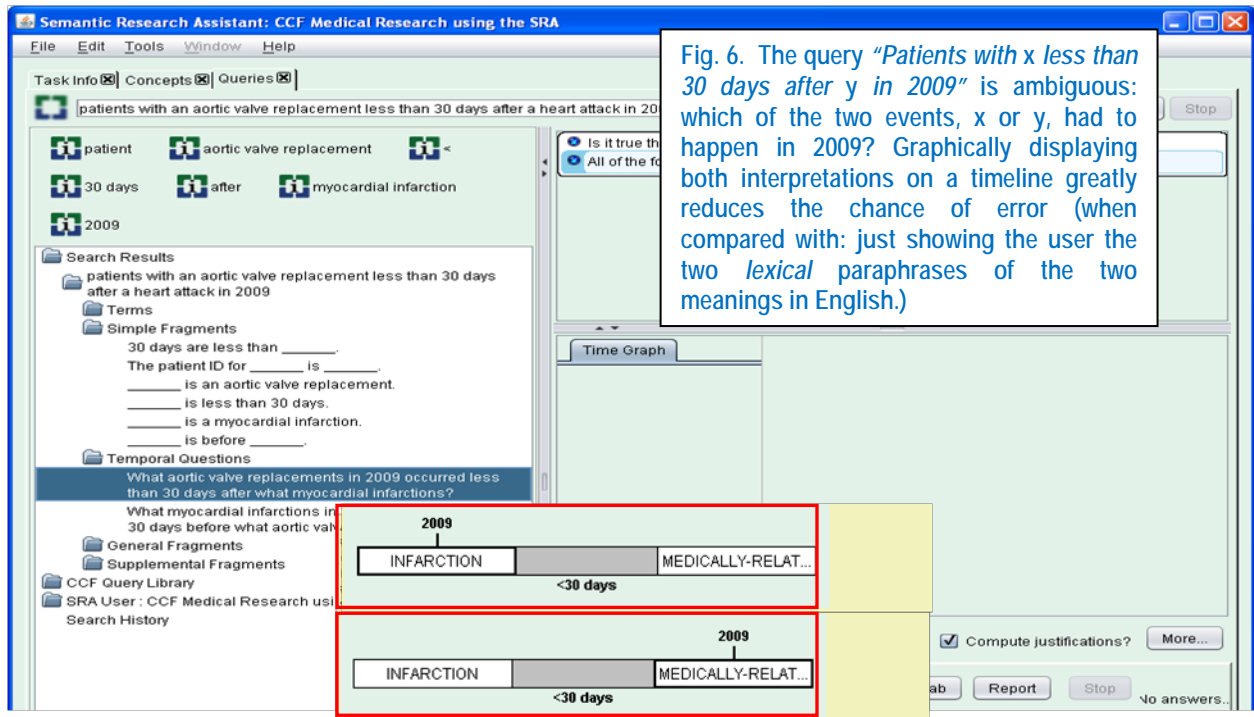 Semantic Research Assistant: CCF Medical Research using the SRA
File Edit Tools Window Help
Task Info Concepts Queries
patients with an aortic valve replacement less than 30 days after a heart attack in 20
Stop
patient aortic valve replacement <
30 days after myocardial infarction
2009
Is it true th
All of the fo
Fig. 6. The query “Patients with x less than
30 days after y in 2009” is ambiguous:
which of the two events, x or y, had to
happen in 2009? Graphically displaying
both interpretations on a timeline greatly
reduces the chance of error (when
compared with: just showing the user the
two lexical paraphrases of the two
meanings in English.)
Search Results
patients with an aortic valve replacement less than 30 days
after a heart attack in 2009
Terms
Simple Fragments
30 days are less than ______.
The patient ID for ______ is ______.
______ is an aortic valve replacement.
______ is less than 30 days.
______ is a myocardial infarction.
______ is before ______.
Temporal Questions
What aortic valve replacements in 2009 occurred less
than 30 days after what myocardial infarctions?
What myocardial infarctions in
30 days before what aortic val
General Fragments
Supplemental Fragments
CCF Query Library
SRA User : CCF Medical Research usi
Search History
Time Graph
2009
INFARCTION MEDICALLY-RELAT...
<30 days
2009
INFARCTION MEDICALLY-RELAT...
<30 days
Compute justifications? More...
ab Report Stop No answers..